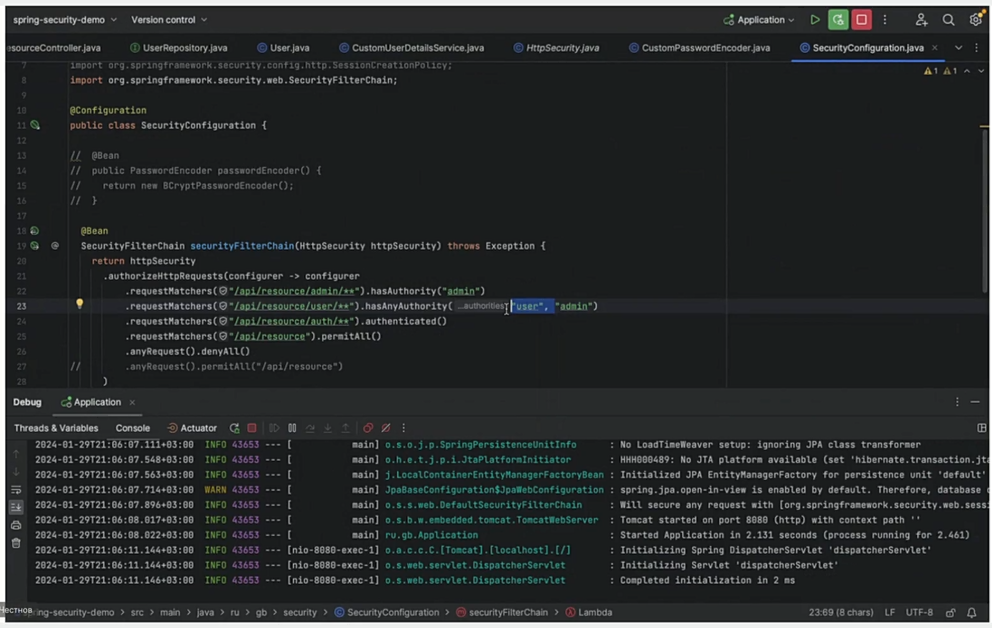 spring-security-demo Version control Application
esourceController.java UserRepository.java User.java CustomUserDetailsService.java HttpSecurity.java CustomPasswordEncoder.java SecurityConfiguration.java
7 import org.springframework.security.config.http.SessionCreationPolicy;
8 import org.springframework.security.web.SecurityFilterChain;
9
10 @Configuration
11 public class SecurityConfiguration {
12
13 // @Bean
14 // public PasswordEncoder passwordEncoder() {
15 // return new BCryptPasswordEncoder();
16 // }
17
18 @Bean
19 SecurityFilterChain securityFilterChain(HttpSecurity httpSecurity) throws Exception {
20 return httpSecurity
21 .authorizeHttpRequests(configurer -> configurer
22 .requestMatchers("/api/resource/admin/**").hasAuthority("admin")
23 .requestMatchers("/api/resource/user/**").hasAnyAuthority( ...authorities: "user", "admin")
24 .requestMatchers("/api/resource/auth/**").authenticated()
25 .requestMatchers("/api/resource").permitAll()
26 .anyRequest().denyAll()
27 // .anyRequest().permitAll("/api/resource")
28 )
1 1
Debug Application
Threads & Variables Console Actuator
2024-01-29T21:06:07.111+03:00 INFO 43653 --- [ main] o.s.o.j.p.SpringPersistenceUnitInfo : No LoadTimeWeaver setup: ignoring JPA class transformer
2024-01-29T21:06:07.548+03:00 INFO 43653 --- [ main] o.h.e.t.j.p.i.JtaPlatformInitiator : HHH000489: No JTA platform available (set 'hibernate.transaction.jta
2024-01-29T21:06:07.549+03:00 INFO 43653 --- [ main] j.LocalContainerEntityManagerFactoryBean : Initialized JPA EntityManagerFactory for persistence unit 'default'
2024-01-29T21:06:07.714+03:00 WARN 43653 --- [ main] JpaBaseConfiguration$JpaWebConfiguration : spring.jpa.open-in-view is enabled by default. Therefore, database
2024-01-29T21:06:07.896+03:00 INFO 43653 --- [ main] o.s.s.web.DefaultSecurityFilterChain : Will secure any request with [org.springframework.security.web.sessi
2024-01-29T21:06:08.017+03:00 INFO 43653 --- [ main] o.s.b.w.embedded.tomcat.TomcatWebServer : Tomcat started on port 8080 (http) with context path ''
2024-01-29T21:06:08.022+03:00 INFO 43653 --- [ main] ru.gb.Application : Started Application in 2.131 seconds (process running for 2.461)
2024-01-29T21:06:11.144+03:00 INFO 43653 --- [nio-8080-exec-1] o.a.c.c.C.[Tomcat].[localhost].[/] : Initializing Spring DispatcherServlet 'dispatcherServlet'
2024-01-29T21:06:11.144+03:00 INFO 43653 --- [nio-8080-exec-1] o.s.web.servlet.DispatcherServlet : Initializing Servlet 'dispatcherServlet'
2024-01-29T21:06:11.146+03:00 INFO 43653 --- [nio-8080-exec-1] o.s.web.servlet.DispatcherServlet : Completed initialization in 2 ms
Честнов ring-security-demo > src > main > java > ru > gb > security > SecurityConfiguration > securityFilterChain > Lambda 23:69 (8 chars) LF UTF-8